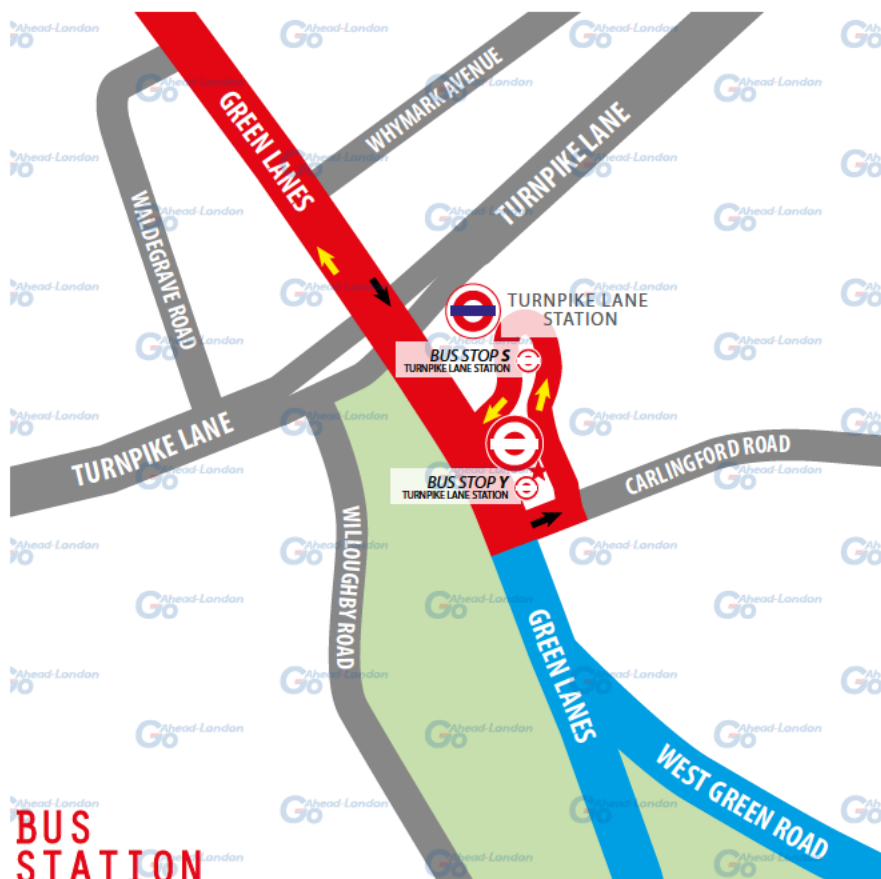 GREEN LANES
WHYMARK AVENUE
TURNPIKE LANE
WALDEGRAVE ROAD
TURNPIKE LANE
STATION
BUS STOP S
TURNPIKE LANE STATION
TURNPIKE LANE
CARLINGFORD ROAD
BUS STOP Y
TURNPIKE LANE STATION
WILLOUGHBY ROAD
GREEN LANES
WEST GREEN ROAD
BUS
STATION
Go Ahead-London